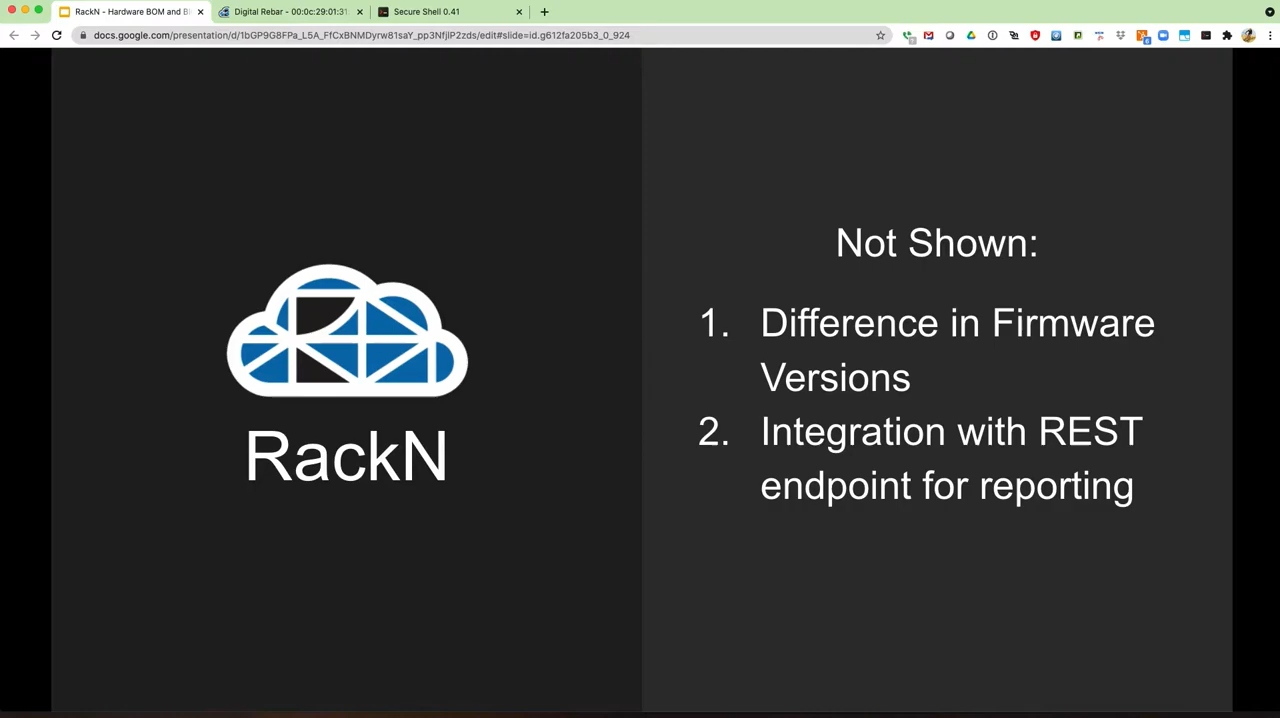 RackN - Hardware BOM and Bi
Digital Rebar - 00:0c:29:01:31
Secure Shell 0.41
docs.google.com/presentation/d/1bGP9G8FPa_L5A_FfCxBNMDyrw81saY_pp3NfjlP2zds/edit#slide=id.g612fa205b3_0_924
RackN
Not Shown:
1. Difference in Firmware
Versions
2. Integration with REST
endpoint for reporting